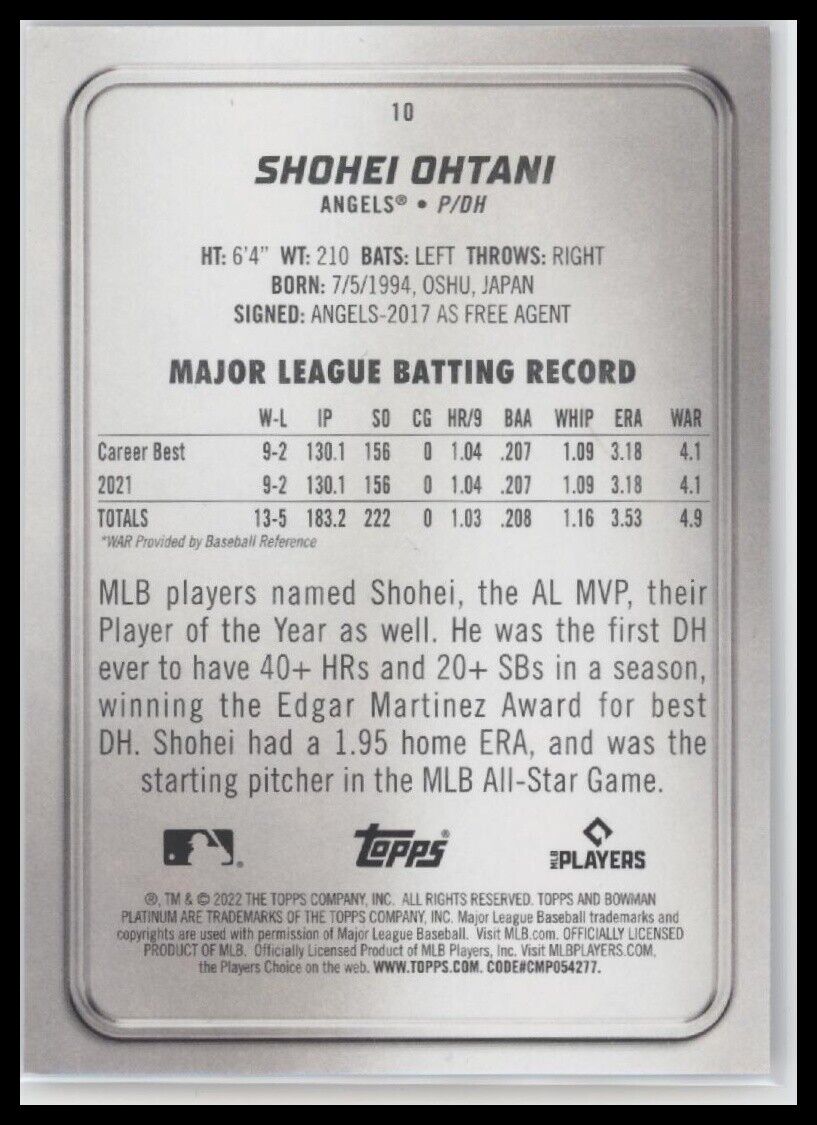 10
SHOHEI OHTANI
ANGELS® • P/DH
HT: 6'4" WT: 210 BATS: LEFT THROWS: RIGHT
BORN: 7/5/1994, OSHU, JAPAN
SIGNED: ANGELS-2017 AS FREE AGENT
MAJOR LEAGUE BATTING RECORD
W-L IP SO CG HR/9 BAA WHIP ERA WAR
Career Best 9-2 130.1 156 0 1.04 .207 1.09 3.18 4.1
2021 9-2 130.1 156 0 1.04 .207 1.09 3.18 4.1
TOTALS 13-5 183.2 222 0 1.03 .208 1.16 3.53 4.9
*WAR Provided by Baseball Reference
MLB players named Shohei, the AL MVP, their
Player of the Year as well. He was the first DH
ever to have 40+ HRs and 20+ SBs in a season,
winning the Edgar Martinez Award for best
DH. Shohei had a 1.95 home ERA, and was the
starting pitcher in the MLB All-Star Game.
Topps® MLB PLAYERS
®, TM & © 2022 THE TOPPS COMPANY, INC. ALL RIGHTS RESERVED. TOPPS AND BOWMAN
PLATINUM ARE TRADEMARKS OF THE TOPPS COMPANY, INC. Major League Baseball trademarks and
copyrights are used with permission of Major League Baseball. Visit MLB.com. OFFICIALLY LICENSED
PRODUCT OF MLB. Officially Licensed Product of MLB Players, Inc. Visit MLBPLAYERS.COM,
the Players Choice on the web. WWW.TOPPS.COM. CODE#CMP054277.